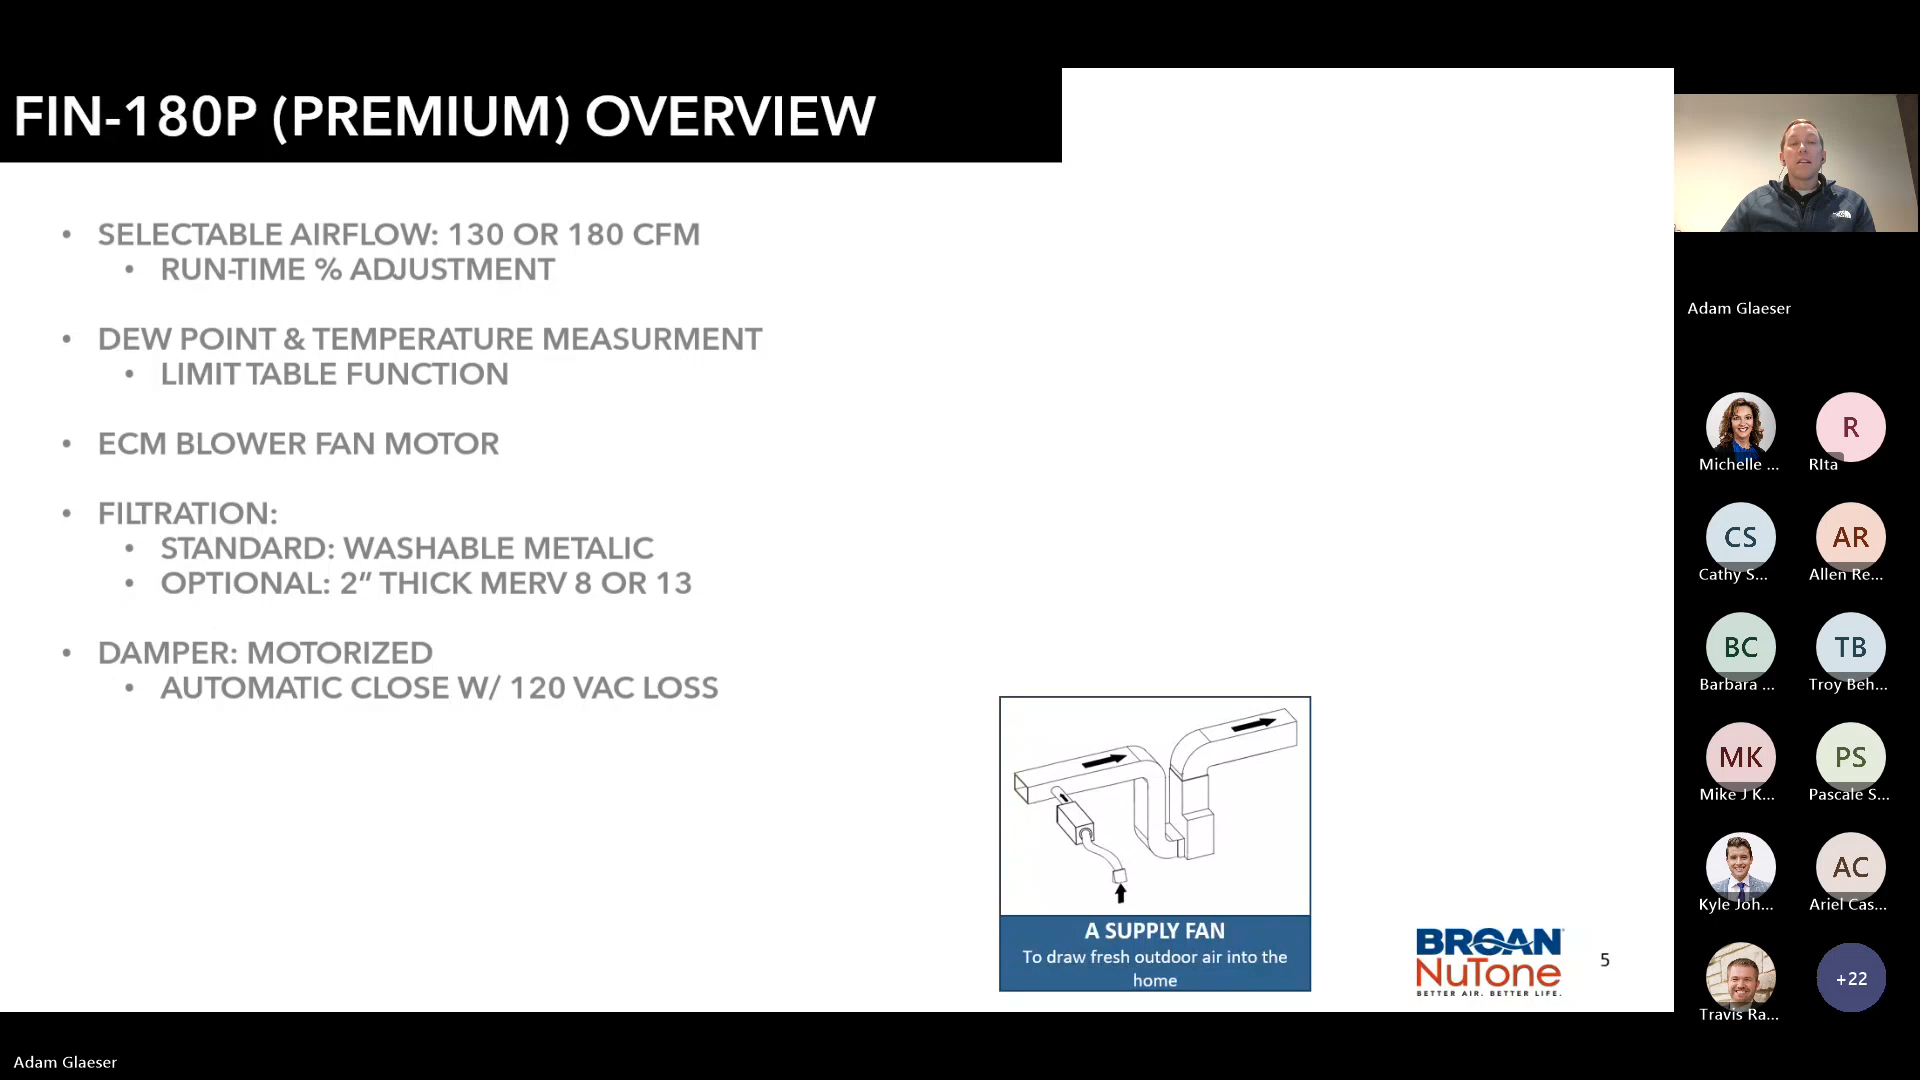 FIN-180P (PREMIUM) OVERVIEW
• SELECTABLE AIRFLOW: 130 OR 180 CFM
• RUN-TIME % ADJUSTMENT
• DEW POINT & TEMPERATURE MEASURMENT
• LIMIT TABLE FUNCTION
• ECM BLOWER FAN MOTOR
• FILTRATION:
• STANDARD: WASHABLE METALIC
• OPTIONAL: 2” THICK MERV 8 OR 13
• DAMPER: MOTORIZED
• AUTOMATIC CLOSE W/ 120 VAC LOSS
A SUPPLY FAN
To draw fresh outdoor air into the
home
BROAN
NuTone
BETTER AIR. BETTER LIFE.
5
Adam Glaeser
Michelle ...
R
RIta
CS
Cathy S...
AR
Allen Re...
BC
Barbara ...
TB
Troy Beh...
MK
Mike J K...
PS
Pascale S...
Kyle Joh...
AC
Ariel Cas...
Travis Ra...
+22
Adam Glaeser